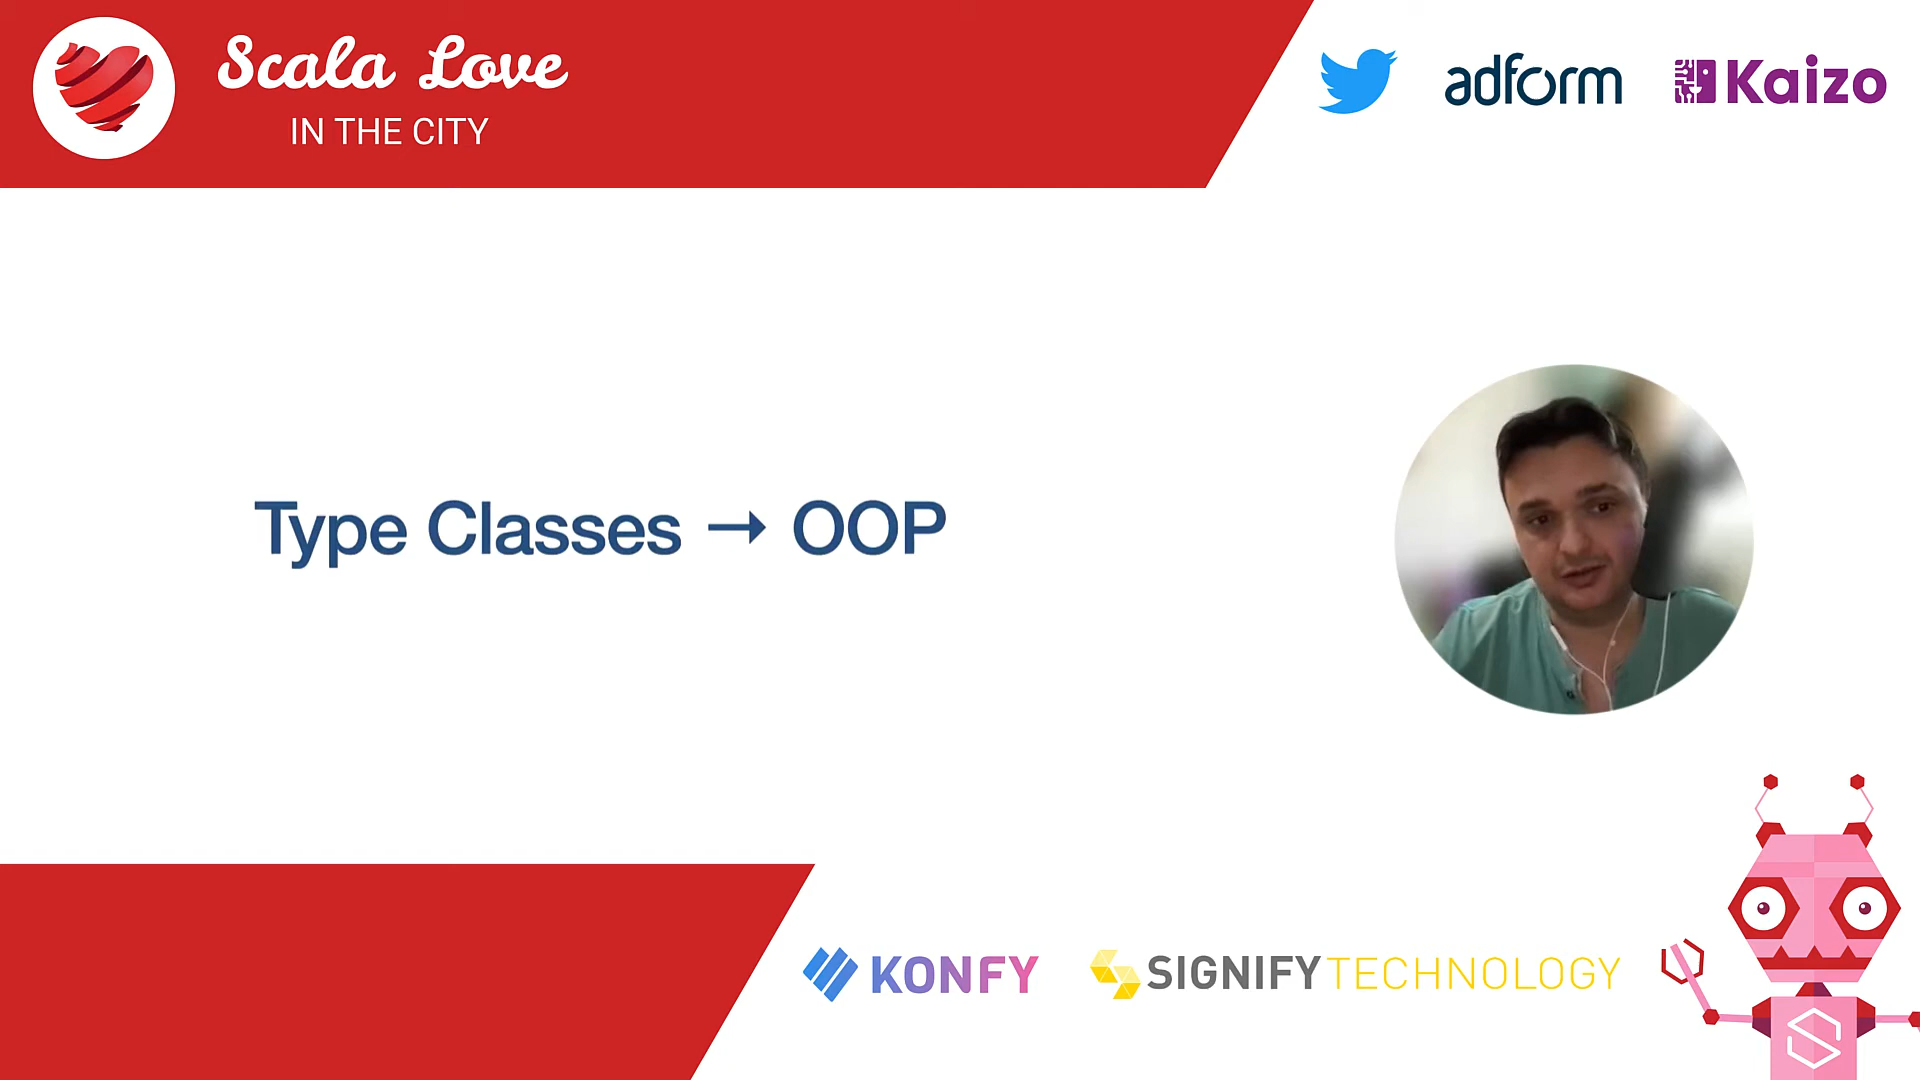 Scala Love
IN THE CITY
adform
Kaizo
Type Classes → OOP
KONFY
SIGNIFY TECHNOLOGY